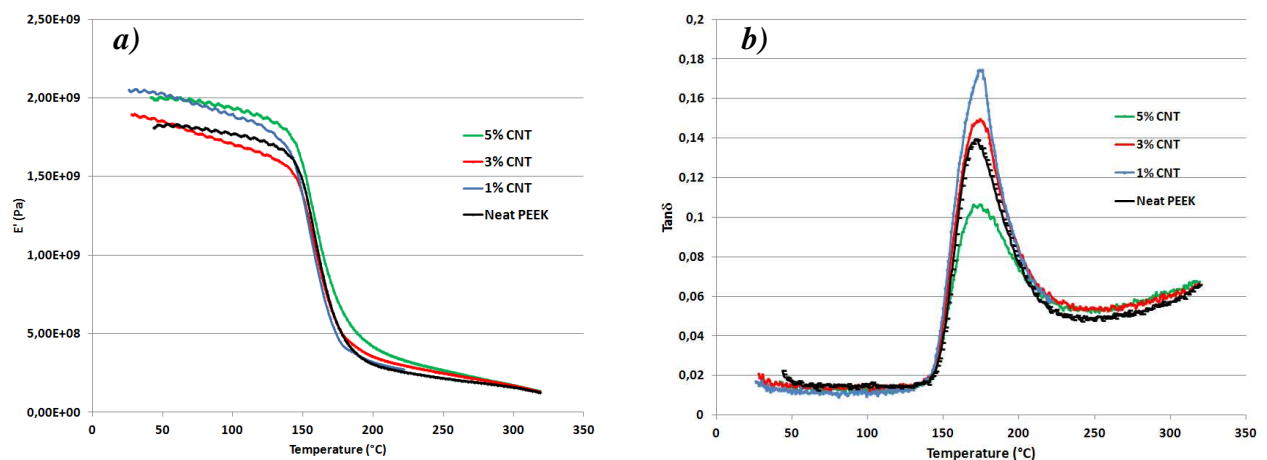 a)
E' (Pa)
2,50E+09
2,00E+09
1,50E+09
1,00E+09
5,00E+08
0,00E+00
0 50 100 150 200 250 300 350
Temperature (°C)
5% CNT
3% CNT
1% CNT
Neat PEEK
b)
Tanδ
0,2
0,18
0,16
0,14
0,12
0,1
0,08
0,06
0,04
0,02
0
0 50 100 150 200 250 300 350
Temperature (°C)
5% CNT
3% CNT
1% CNT
Neat PEEK